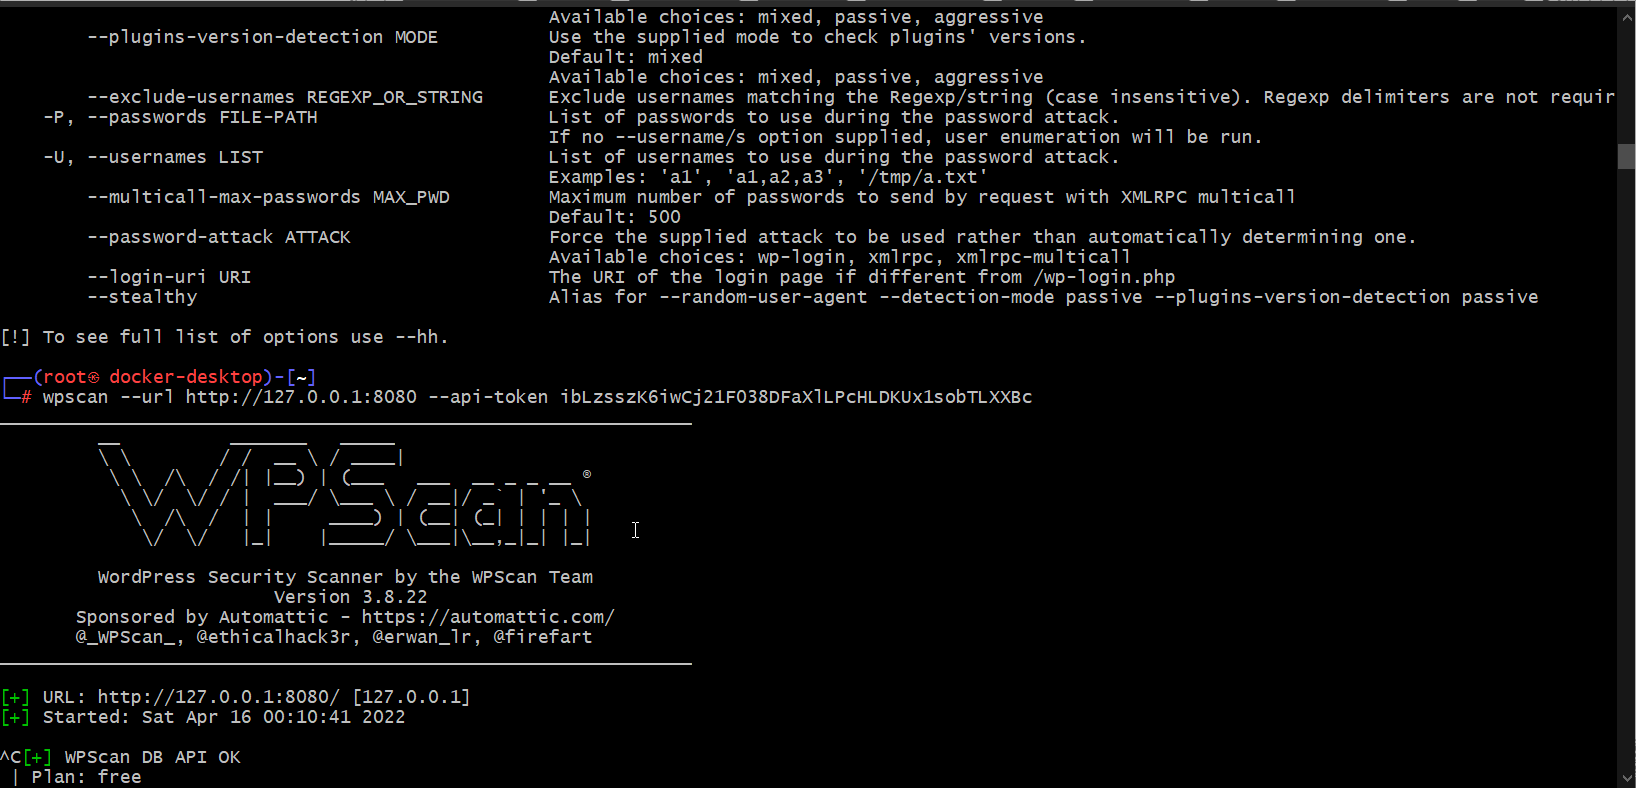 Available choices: mixed, passive, aggressive
--plugins-version-detection MODE Use the supplied mode to check plugins' versions.
Default: mixed
Available choices: mixed, passive, aggressive
--exclude-usernames REGEXP_OR_STRING Exclude usernames matching the Regexp/string (case insensitive). Regexp delimiters are not requir
-P, --passwords FILE-PATH List of passwords to use during the password attack.
If no --username/s option supplied, user enumeration will be run.
-U, --usernames LIST List of usernames to use during the password attack.
Examples: 'a1', 'a1,a2,a3', '/tmp/a.txt'
--multicall-max-passwords MAX_PWD Maximum number of passwords to send by request with XMLRPC multicall
Default: 500
--password-attack ATTACK Force the supplied attack to be used rather than automatically determining one.
Available choices: wp-login, xmlrpc, xmlrpc-multicall
--login-uri URI The URI of the login page if different from /wp-login.php
--stealthy Alias for --random-user-agent --detection-mode passive --plugins-version-detection passive
[!] To see full list of options use --hh.
(root㉿ docker-desktop)-[~]
# wpscan --url http://127.0.0.1:8080 --api-token ibLzsszK6iwCj21FO38DFaXlLPcHLDKUx1sobTLXXBc
WPScan ®
WordPress Security Scanner by the WPScan Team
Version 3.8.22
Sponsored by Automattic - https://automattic.com/
@_WPScan_, @ethicalhack3r, @erwan_lr, @firefart
[+] URL: http://127.0.0.1:8080/ [127.0.0.1]
[+] Started: Sat Apr 16 00:10:41 2022
^C[+] WPScan DB API OK
| Plan: free